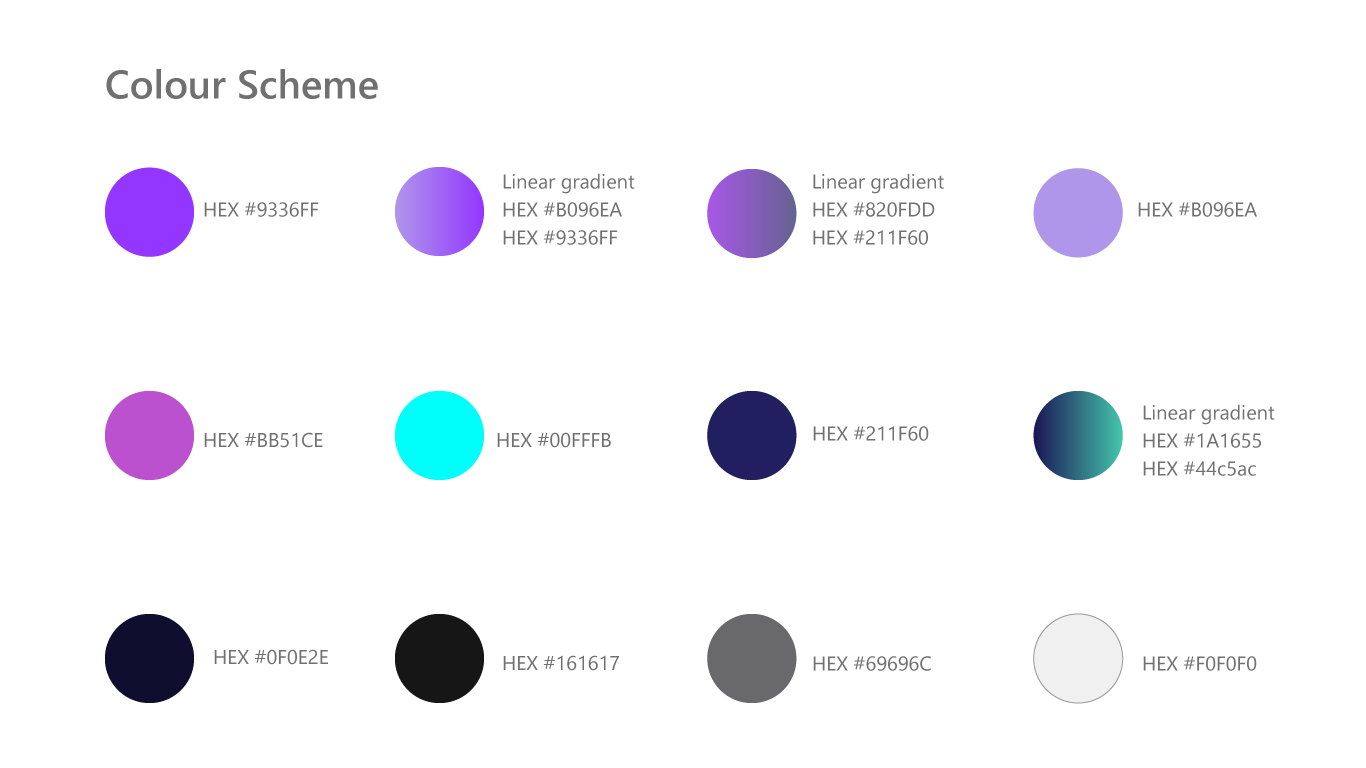 Colour Scheme
HEX #9336FF
Linear gradient
HEX #B096EA
HEX #9336FF
Linear gradient
HEX #820FDD
HEX #211F60
HEX #B096EA
HEX #BB51CE
HEX #00FFFB
HEX #211F60
Linear gradient
HEX #1A1655
HEX #44c5ac
HEX #0F0E2E
HEX #161617
HEX #69696C
HEX #F0F0F0